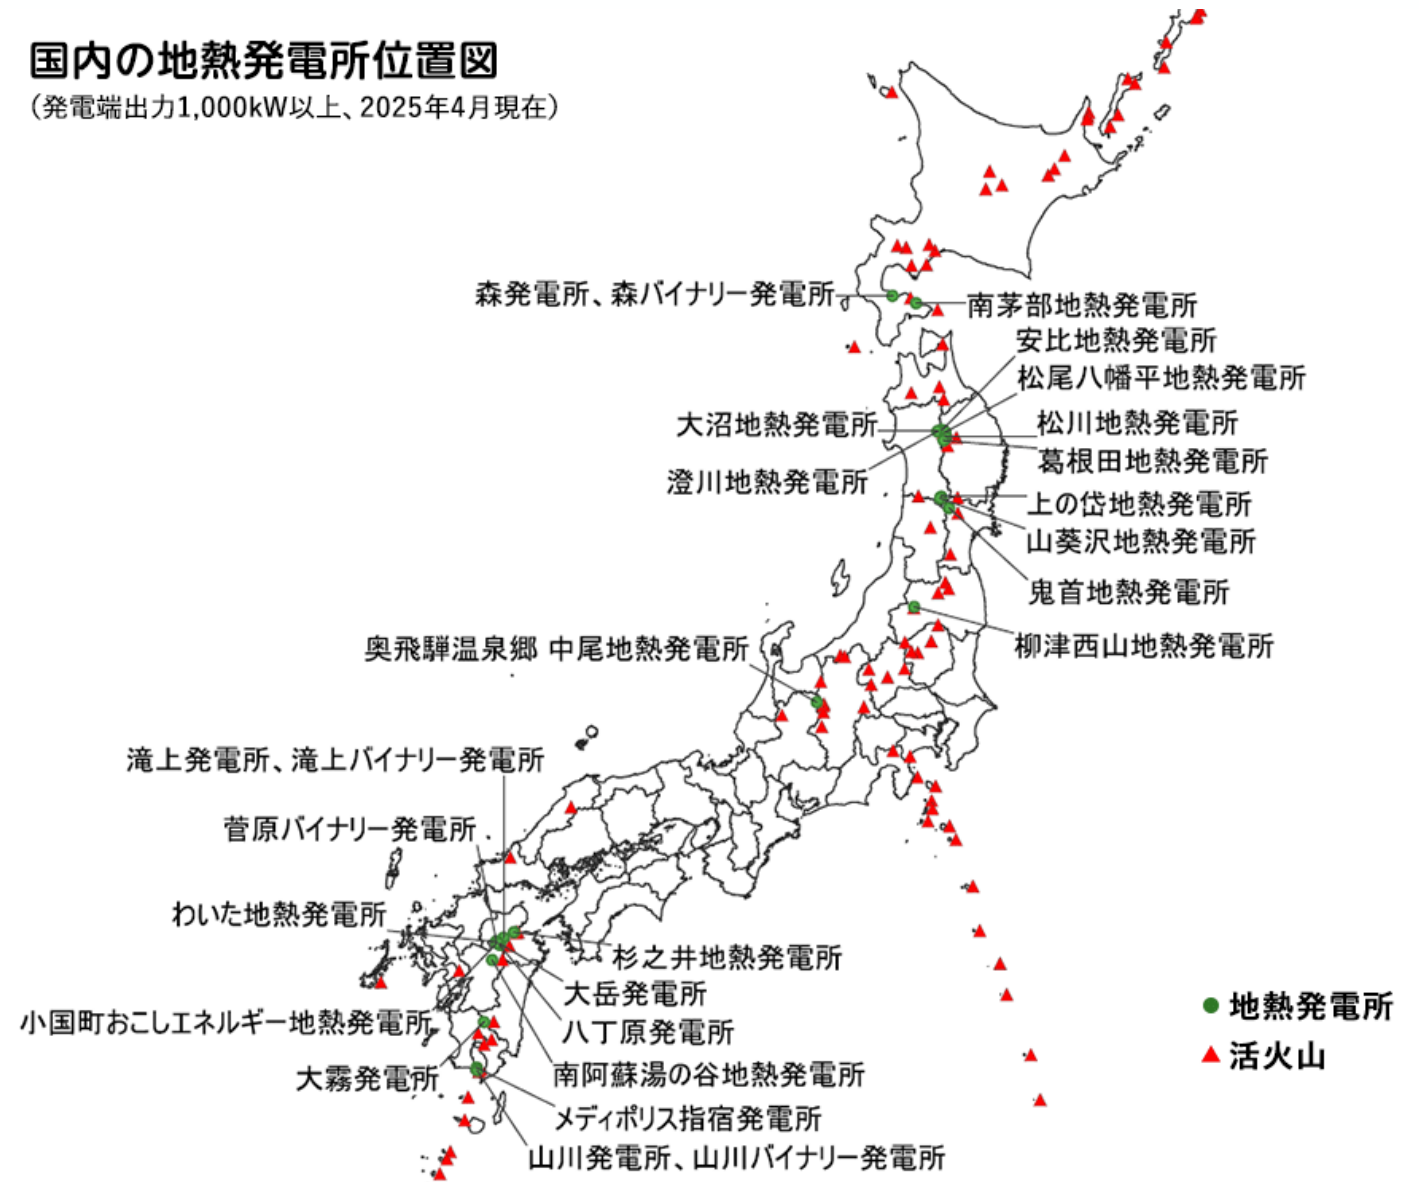 国内の地熱発電所位置図
（発電端出力1,000kW以上、2025年4月現在）
森発電所、森バイナリー発電所
南茅部地熱発電所
安比地熱発電所
松尾八幡平地熱発電所
大沼地熱発電所
松川地熱発電所
澄川地熱発電所
葛根田地熱発電所
上の岱地熱発電所
山葵沢地熱発電所
鬼首地熱発電所
柳津西山地熱発電所
奥飛騨温泉郷 中尾地熱発電所
滝上発電所、滝上バイナリー発電所
菅原バイナリー発電所
わいた地熱発電所
杉之井地熱発電所
大岳発電所
小国町おこしエネルギー地熱発電所
八丁原発電所
大霧発電所
南阿蘇湯の谷地熱発電所
メディポリス指宿発電所
山川発電所、山川バイナリー発電所
地熱発電所
活火山